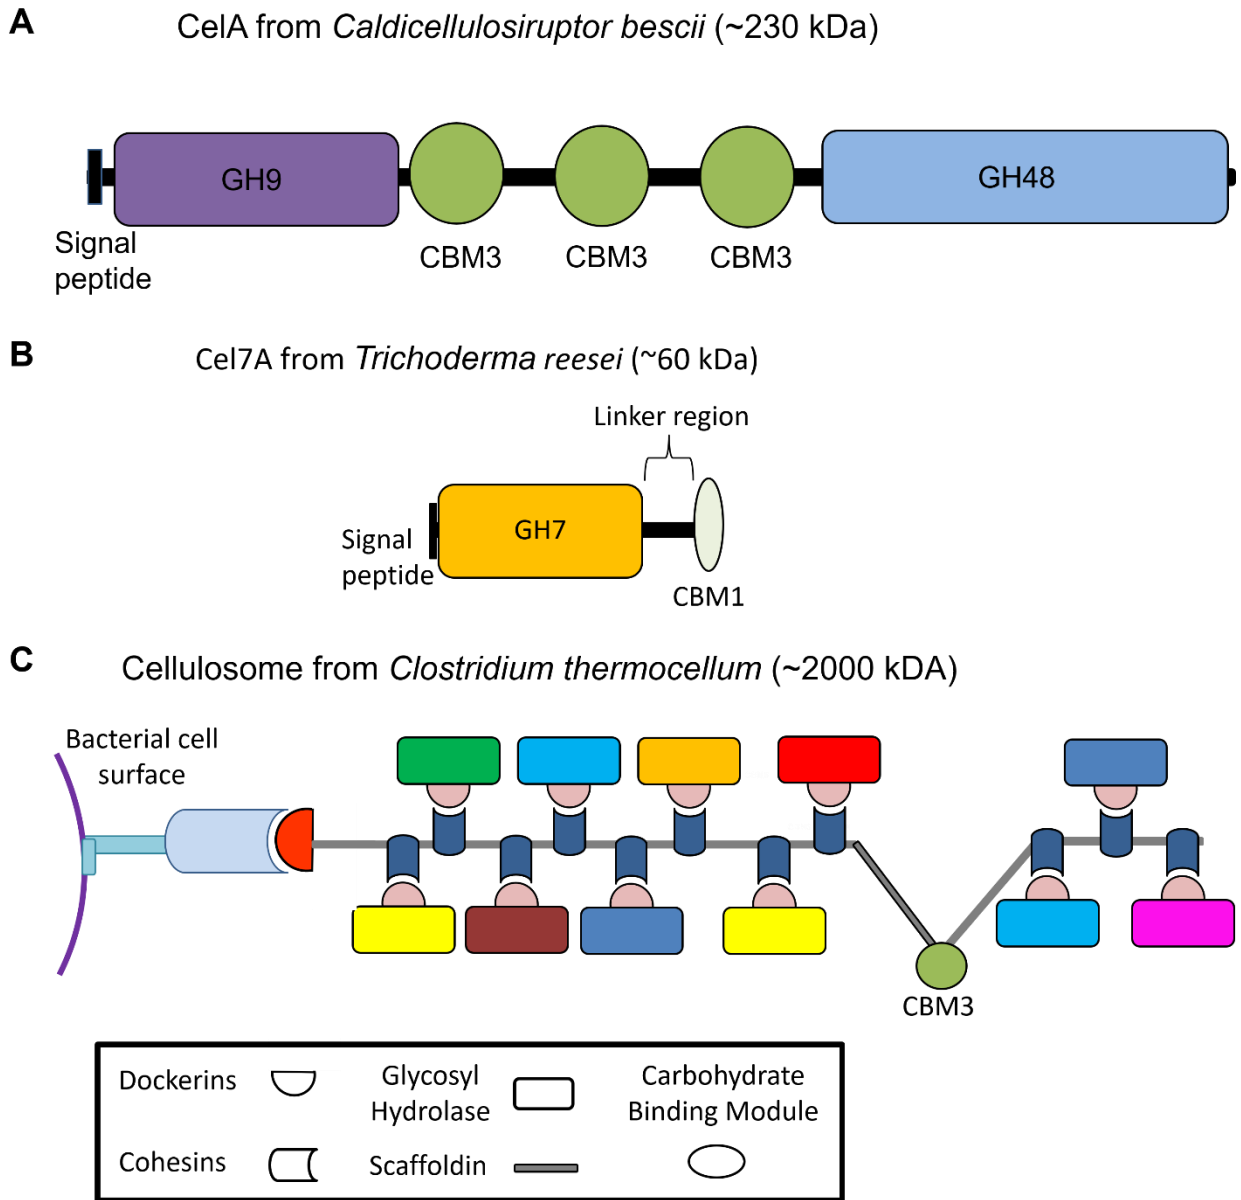 A
CelA from Caldicellulosiruptor bescii (~230 kDa)
GH9
GH48
Signal
peptide
CBM3
CBM3
CBM3
B
Cel7A from Trichoderma reesei (~60 kDa)
Linker region
GH7
Signal
peptide
CBM1
C
Cellulosome from Clostridium thermocellum (~2000 kDA)
Bacterial cell
surface
CBM3
Dockerins
Glycosyl
Hydrolase
Carbohydrate
Binding Module
Cohesins
Scaffoldin